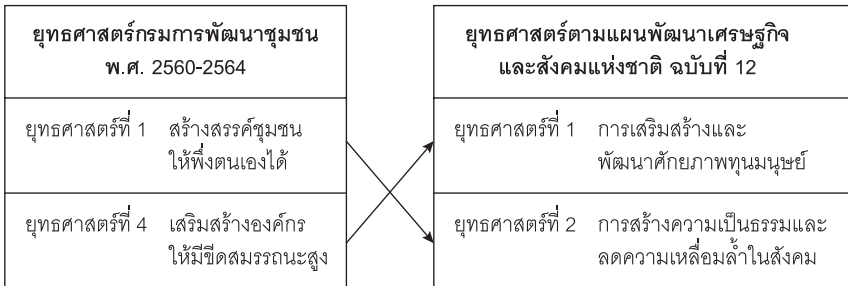 ยุทธศาสตร์กรมการพัฒนาชุมชน
พ.ศ. 2560-2564
ยุทธศาสตร์ที่ 1 สร้างสรรค์ชุมชน
ให้พึ่งตนเองได้
ยุทธศาสตร์ที่ 4 เสริมสร้างองค์กร
ให้มีขีดสมรรถนะสูง
ยุทธศาสตร์ตามแผนพัฒนาเศรษฐกิจ
และสังคมแห่งชาติ ฉบับที่ 12
ยุทธศาสตร์ที่ 1 การเสริมสร้างและ
พัฒนาศักยภาพทุนมนุษย์
ยุทธศาสตร์ที่ 2 การสร้างความเป็นธรรมและ
ลดความเหลื่อมล้ำในสังคม